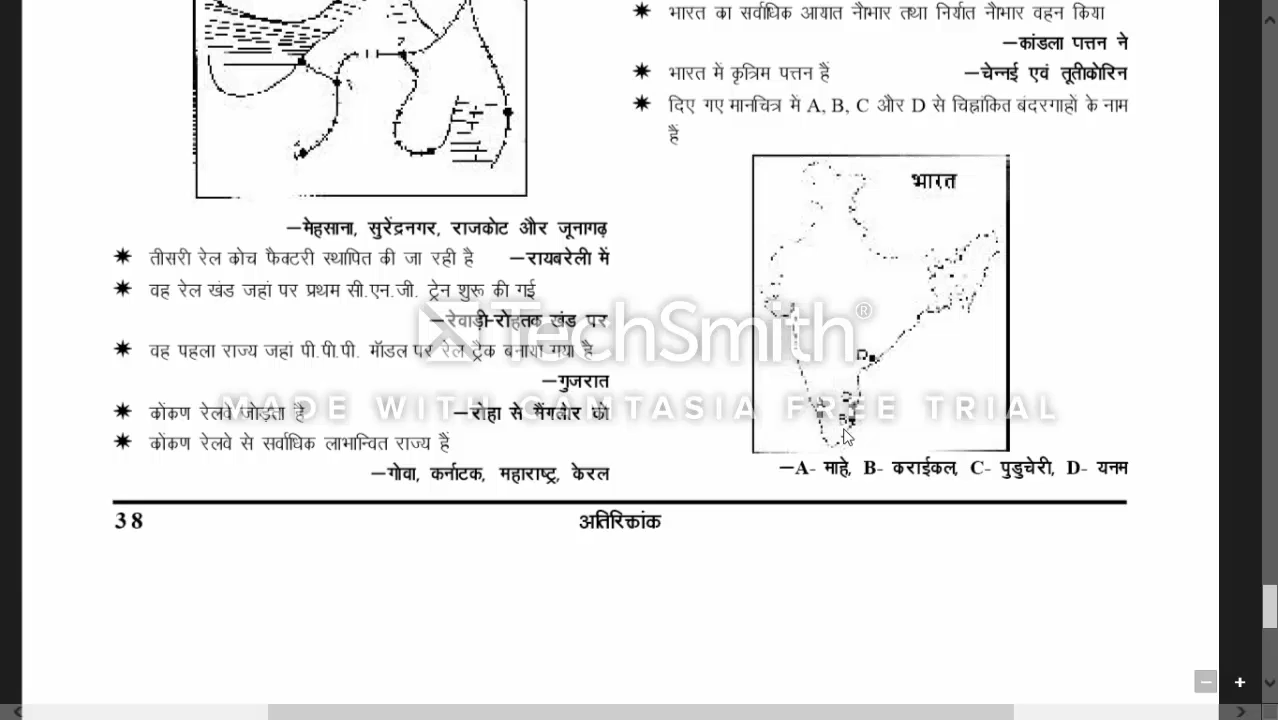 —मेहसाना, सुरेंद्रनगर, राजकोट और जूनागढ़
✷ तीसरी रेल कोच फैक्टरी स्थापित की जा रही है —रायबरेली में
✷ वह रेल खंड जहां पर प्रथम सी.एन.जी. ट्रेन शुरू की गई
—रेवाड़ी-रोहतक खंड पर
✷ वह पहला राज्य जहां पी.पी.पी. मॉडल पर रेल ट्रैक बनाया गया है
—गुजरात
✷ कोंकण रेलवे जोड़ता है —रोहा से मैंगलोर को
✷ कोंकण रेलवे से सर्वाधिक लाभान्वित राज्य हैं
—गोवा, कर्नाटक, महाराष्ट्र, केरल
✷ भारत का सर्वाधिक आयात नौभार तथा निर्यात नौभार वहन किया
—कांडला पत्तन ने
✷ भारत में कृत्रिम पत्तन हैं —चेन्नई एवं तूतीकोरिन
✷ दिए गए मानचित्र में A, B, C और D से चिह्नांकित बंदरगाहों के नाम
हैं
भारत
D
—A- माहे, B- कराईकल, C- पुडुचेरी, D- यनम
38 अतिरिक्तांक
TechSmith®
MADE WITH CAMTASIA FREE TRIAL